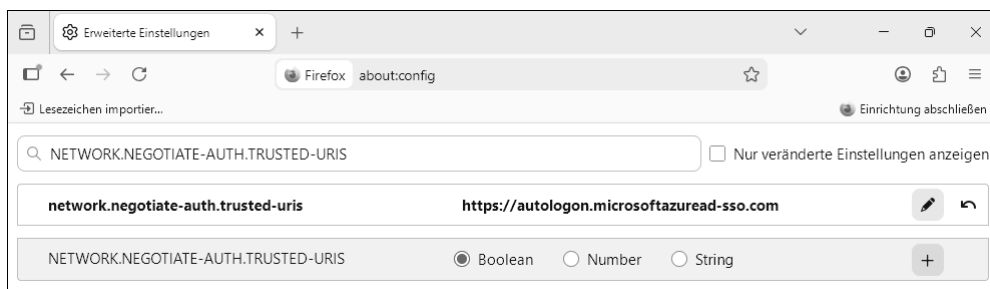 Erweiterte Einstellungen
Firefox about:config
Lesezeichen importier... Einrichtung abschließen
NETWORK.NEGOTIATE-AUTH.TRUSTED-URIS Nur veränderte Einstellungen anzeigen
network.negotiate-auth.trusted-uris https://autologon.microsoftazuread-sso.com
NETWORK.NEGOTIATE-AUTH.TRUSTED-URIS Boolean Number String